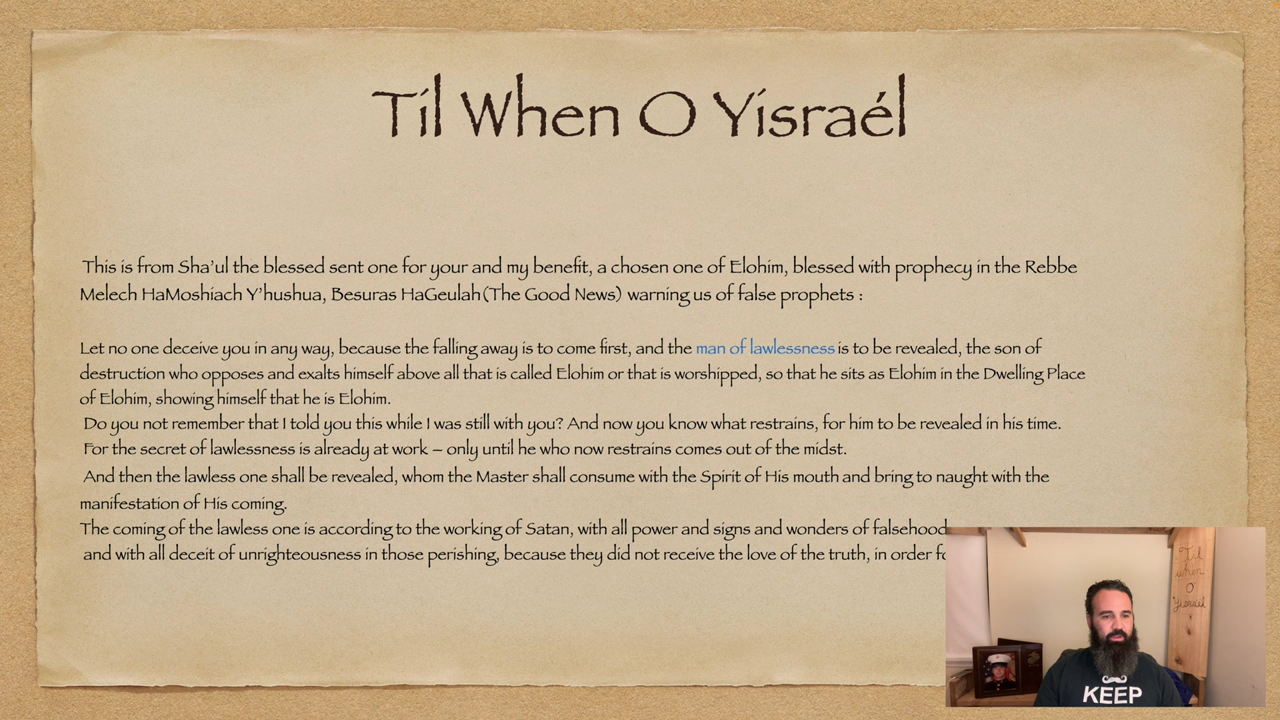 Til When O Yisraél
This is from Sha'ul the blessed sent one for your and my benefit, a chosen one of Elohim, blessed with prophecy in the Rebbe
Melech HaMoshiach Y'hushua, Besuras HaGeulah(The Good News) warning us of false prophets :
Let no one deceive you in any way, because the falling away is to come first, and the man of lawlessness is to be revealed, the son of
destruction who opposes and exalts himself above all that is called Elohim or that is worshipped, so that he sits as Elohim in the Dwelling Place
of Elohim, showing himself that he is Elohim.
Do you not remember that I told you this while I was still with you? And now you know what restrains, for him to be revealed in his time.
For the secret of lawlessness is already at work – only until he who now restrains comes out of the midst.
And then the lawless one shall be revealed, whom the Master shall consume with the Spirit of His mouth and bring to naught with the
manifestation of His coming.
The coming of the lawless one is according to the working of Satan, with all power and signs and wonders of falsehood
and with all deceit of unrighteousness in those perishing, because they did not receive the love of the truth, in order fo
Til
when
O
Yisraél
KEEP